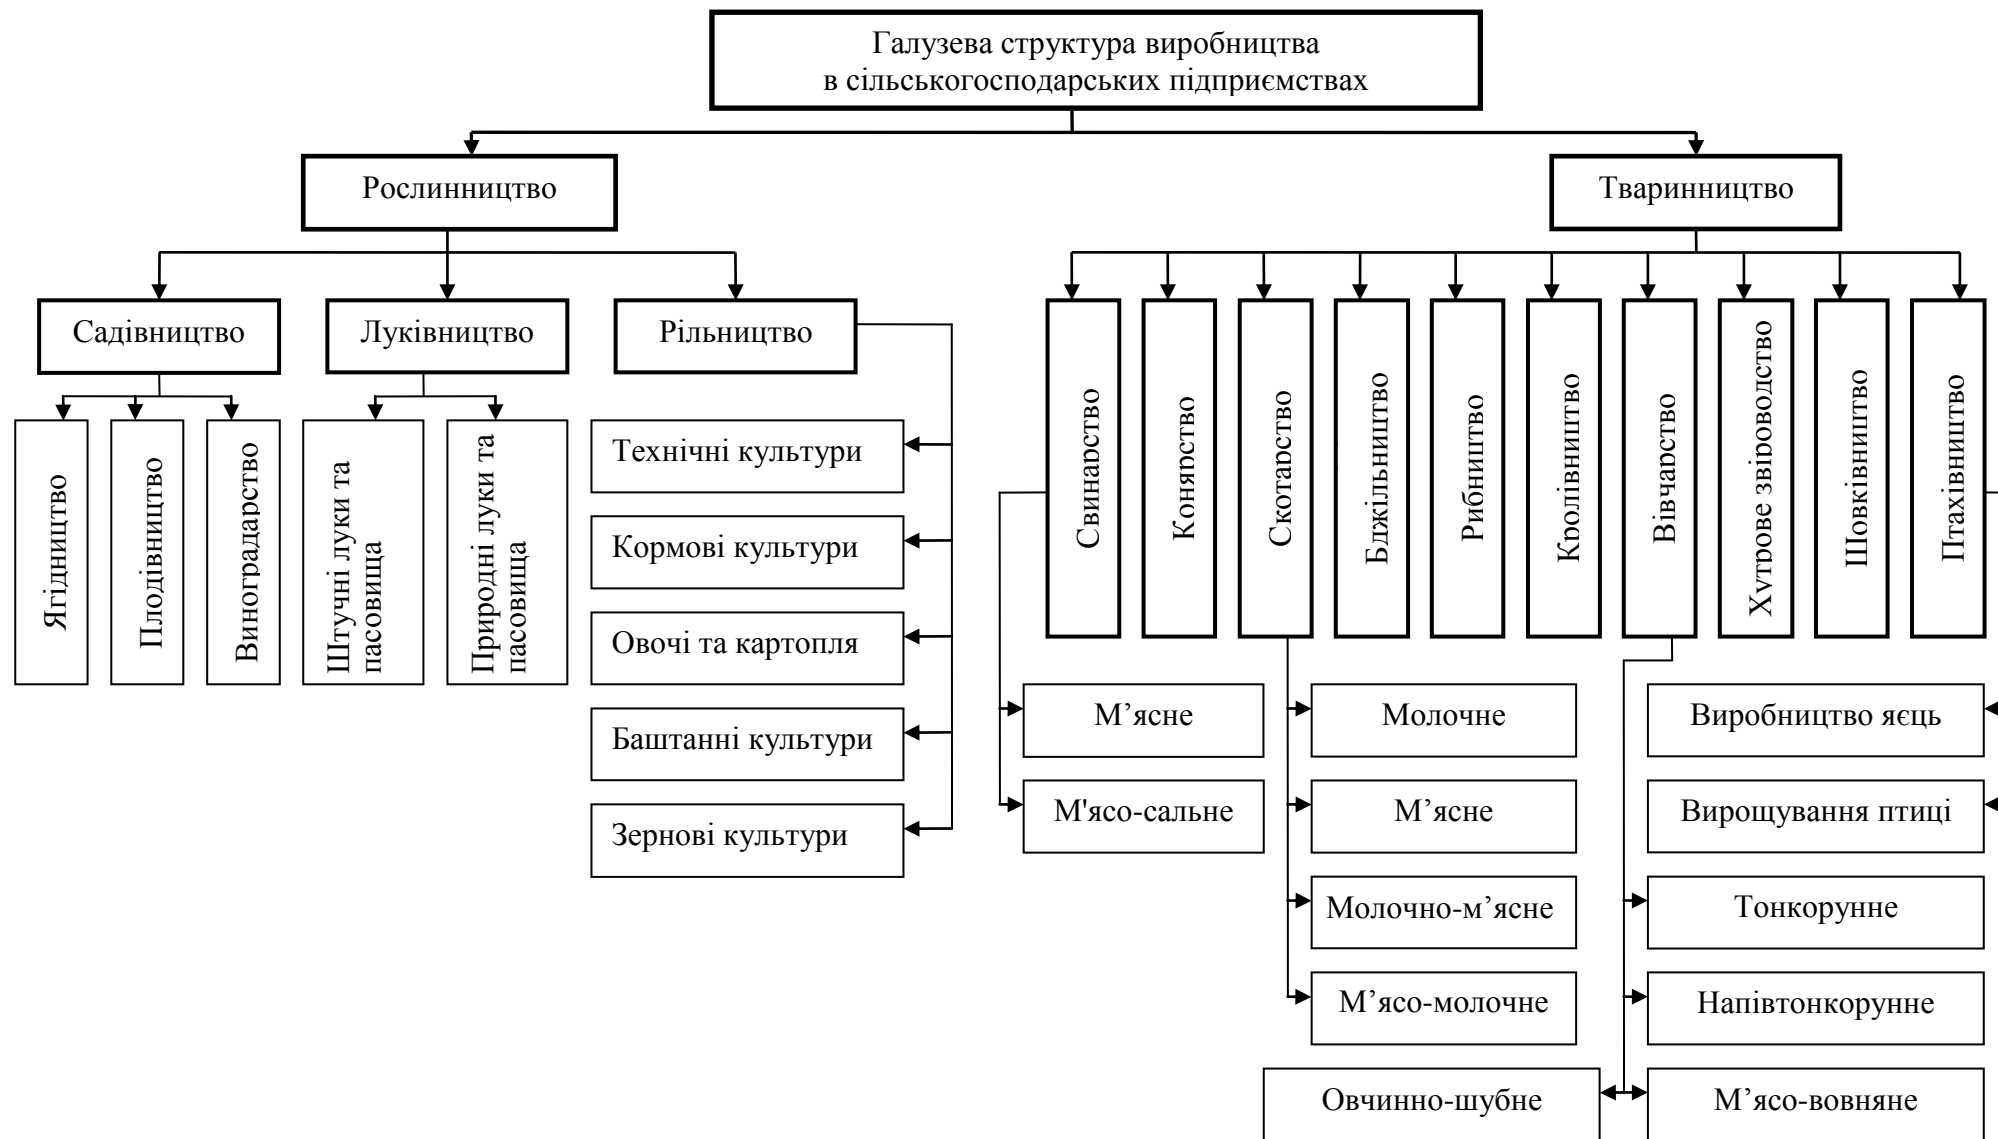 Галузева структура виробництва
в сільськогосподарських підприємствах
Рослинництво
Тваринництво
Садівництво
Луківництво
Рільництво
Ягідництво
Плодівництво
Виноградарство
Штучні луки та
пасовища
Природні луки та
пасовища
Технічні культури
Кормові культури
Овочі та картопля
Баштанні культури
Зернові культури
Свинарство
Конярство
Скотарство
Бджільництво
Рибництво
Кролівництво
Вівчарство
Хутрове звіроводство
Шовківництво
Птахівництво
М’ясне
М'ясо-сальне
Молочне
М’ясне
Молочно-м’ясне
М’ясо-молочне
Виробництво яєць
Вирощування птиці
Тонкорунне
Напівтонкорунне
Овчинно-шубне
М’ясо-вовняне